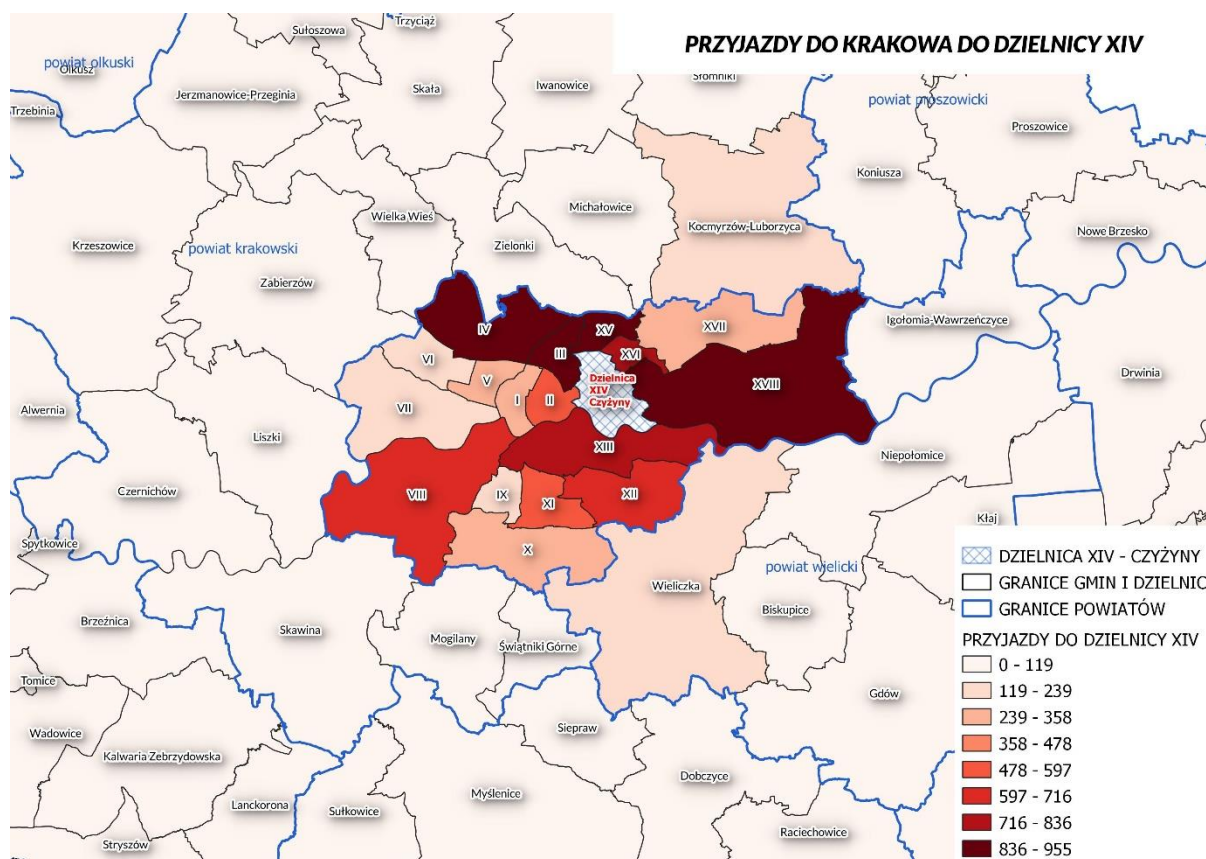 PRZYJAZDY DO KRAKOWA DO DZIELNICY XIV
Trzyciąż
Sułoszowa
powiat olkuski
Olkusz
Trzebinia
Jerzmanowice-Przeginia
Skała
Iwanowice
Słomniki
powiat proszowicki
Proszowice
Koniusza
Wielka Wieś
Michałowice
Kocmyrzów-Luborzyca
Nowe Brzesko
Krzeszowice
powiat krakowski
Zielonki
Zabierzów
IV
XV
XVII
Igołomia-Wawrzeńczyce
VI
III
XVI
Drwinia
V
Dzielnica
XIV
Czyżyny
XVIII
I
II
VII
Alwernia
Liszki
XIII
Niepołomice
Czernichów
VIII
IX
XI
XII
Kłaj
Spytkowice
X
powiat wielicki
Wieliczka
Biskupice
Brzeźnica
Skawina
Mogilany
Świątniki Górne
Tomice
Gdów
Wadowice
Siepraw
Kalwaria Zebrzydowska
Dobczyce
Myślenice
Lanckorona
Sułkowice
Raciechowice
Stryszów
DZIELNICA XIV - CZYŻYNY
GRANICE GMIN I DZIELNIC
GRANICE POWIATÓW
PRZYJAZDY DO DZIELNICY XIV
0 - 119
119 - 239
239 - 358
358 - 478
478 - 597
597 - 716
716 - 836
836 - 955